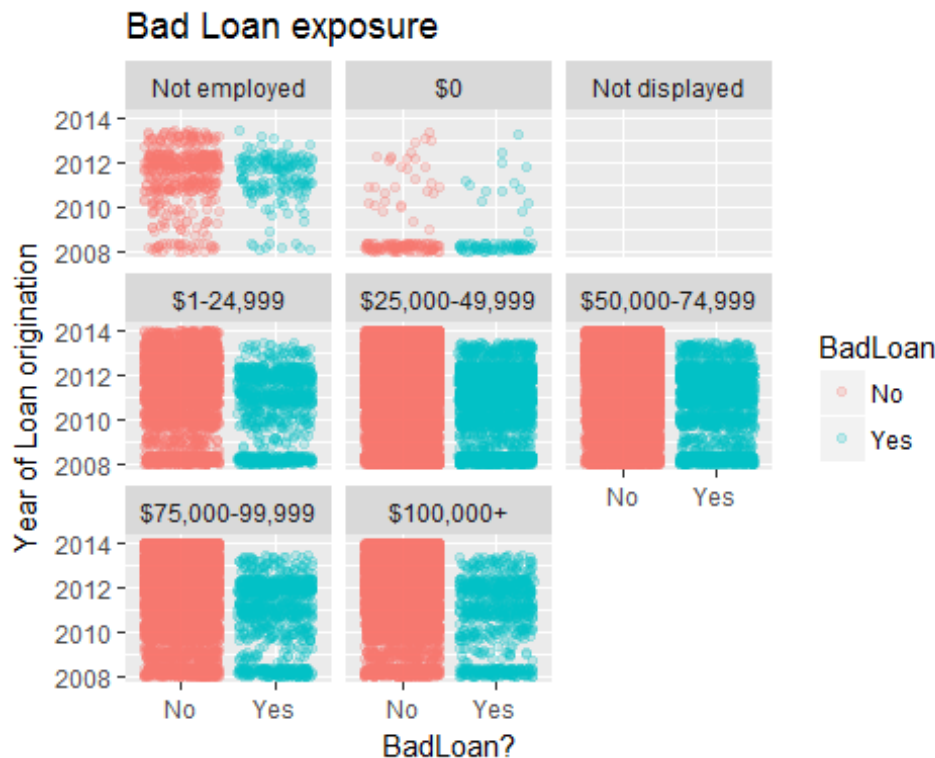 Bad Loan exposure
Not employed
$0
Not displayed
2014
2012
2010
2008
$1-24,999
$25,000-49,999
$50,000-74,999
2014
2012
2010
2008
No Yes
$75,000-99,999
$100,000+
2014
2012
2010
2008
No Yes
No Yes
BadLoan?
Year of Loan origination
BadLoan
No
Yes